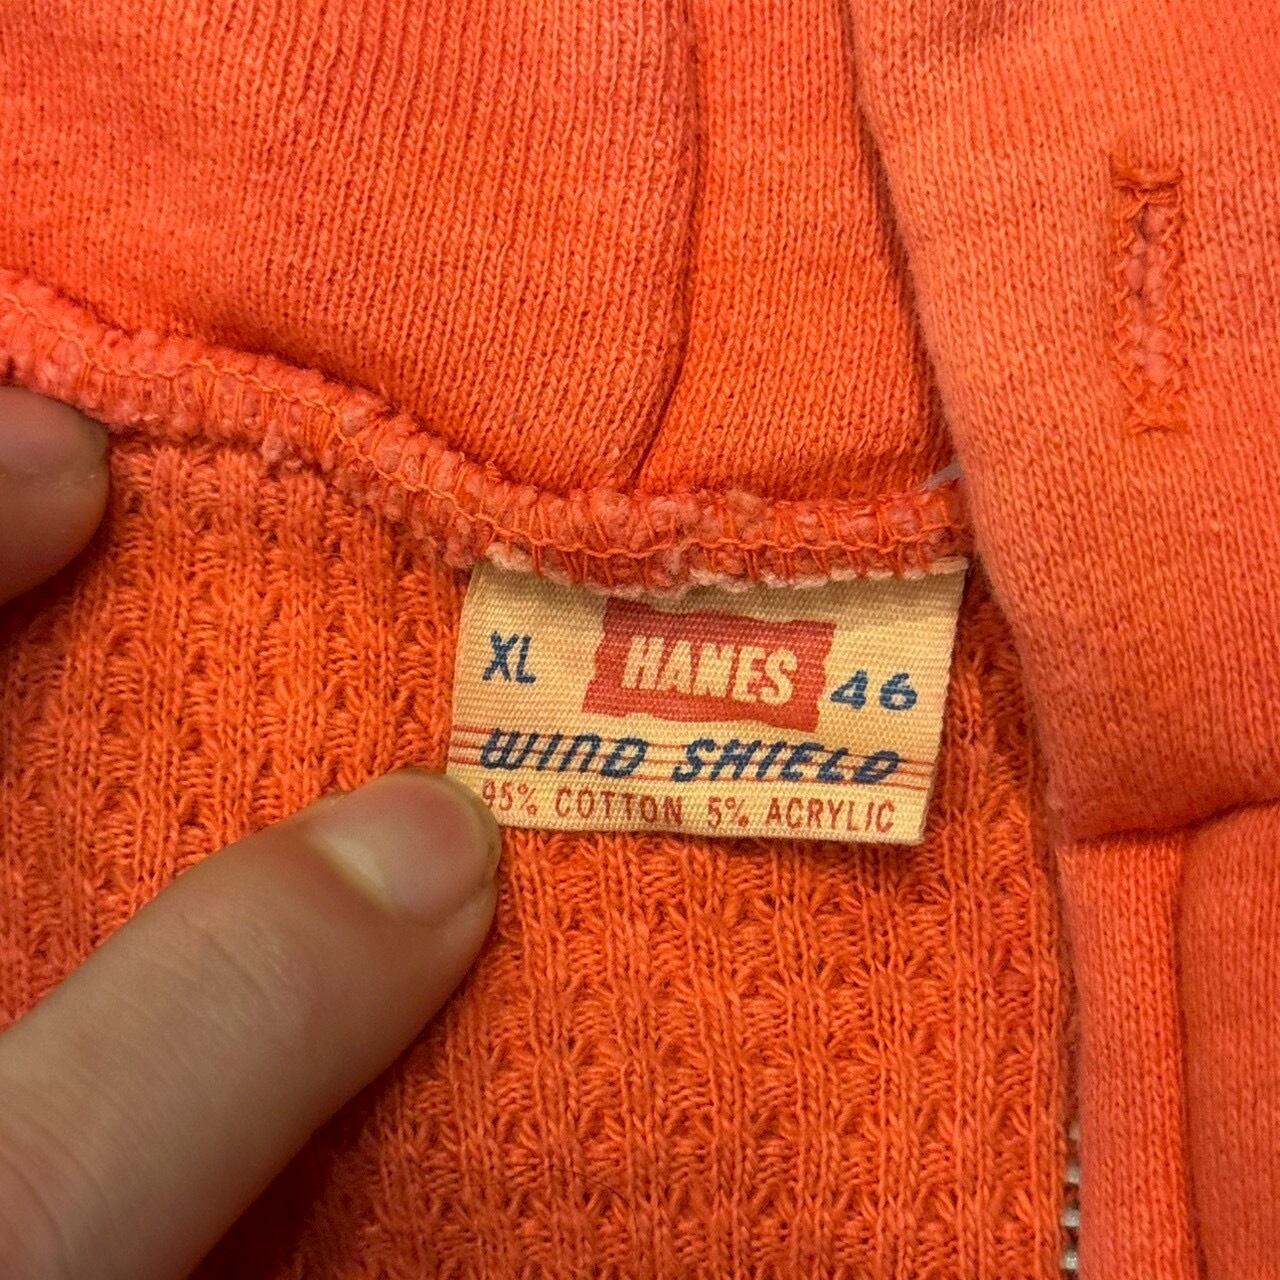 XL HANES 46
WIND SHIELD
95% COTTON 5% ACRYLIC